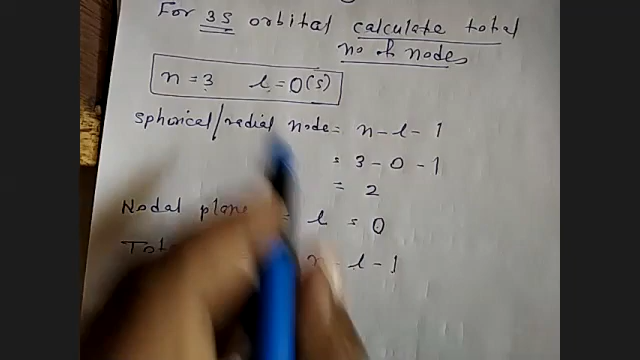 For 3S orbital calculate total
no of nodes
n = 3 l = 0(s)
spherical/radial node = n - l - 1
= 3 - 0 - 1
= 2
Nodal plane = l = 0
n - l - 1